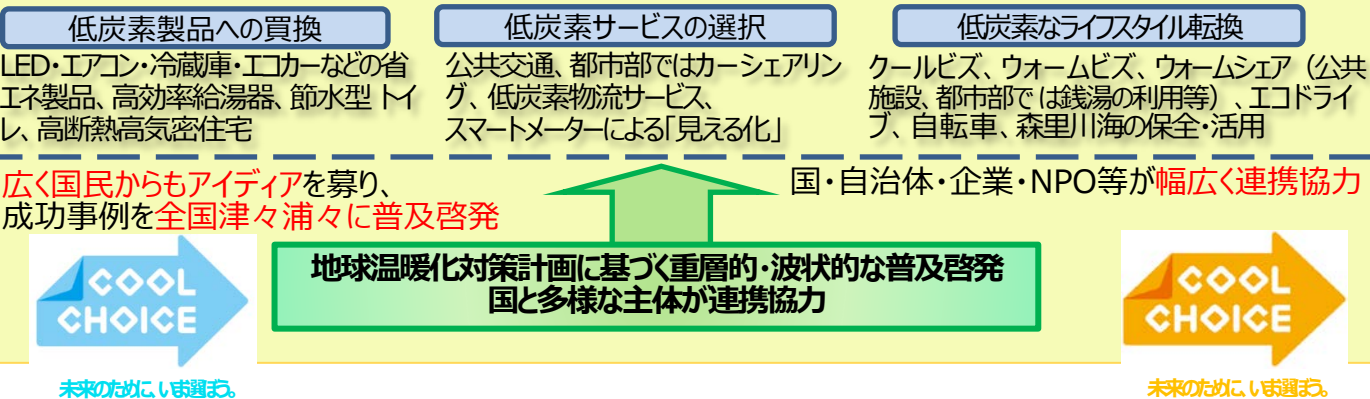 低炭素製品への買換
LED・エアコン・冷蔵庫・エコカーなどの省
エネ製品、高効率給湯器、節水型トイ
レ、高断熱高気密住宅
低炭素サービスの選択
公共交通、都市部ではカーシェアリン
グ、低炭素物流サービス、
スマートメーターによる「見える化」
低炭素なライフスタイル転換
クールビズ、ウォームビズ、ウォームシェア（公共
施設、都市部では銭湯の利用等）、エコドライ
ブ、自転車、森里川海の保全・活用
広く国民からもアイディアを募り、
成功事例を全国津々浦々に普及啓発
国・自治体・企業・NPO等が幅広く連携協力
地球温暖化対策計画に基づく重層的・波状的な普及啓発
国と多様な主体が連携協力
COOL
CHOICE
未来のために、いま選ぼう。
COOL
CHOICE
未来のために、いま選ぼう。